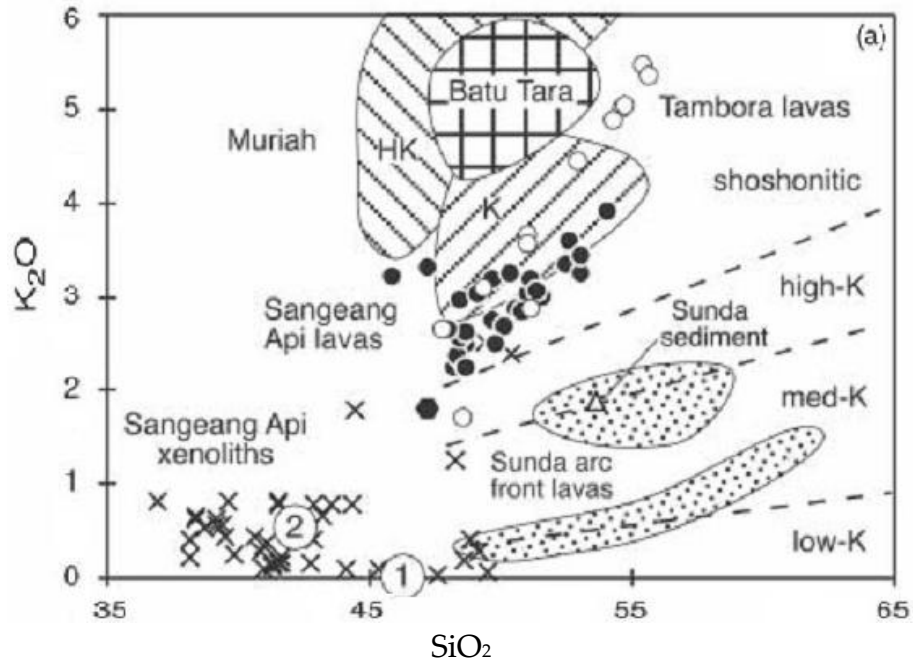 6
(a)
Batu Tara
5
Tambora lavas
Muriah
HK
shoshonitic
4
K
K₂O
high-K
3
Sangeang
Api lavas
Sunda
sediment
2
med-K
Sangeang Api
xenoliths
Sunda arc
front lavas
1
2
low-K
0
1
35
45
55
65
SiO₂